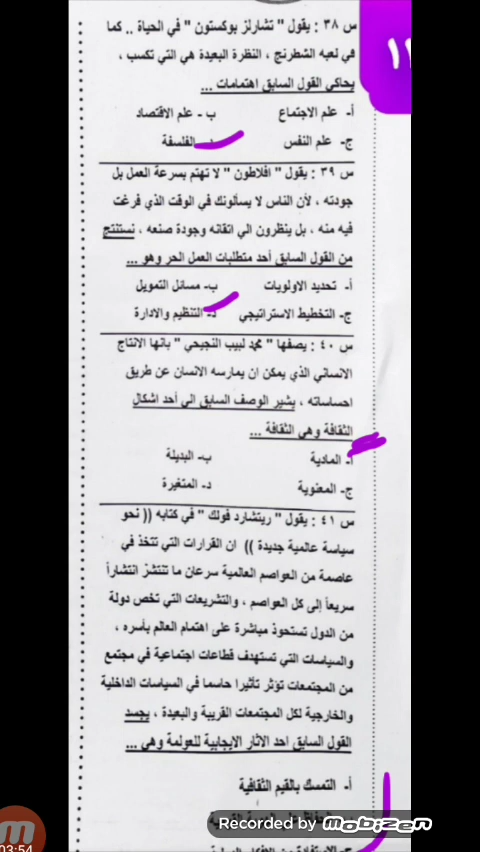 ١٢
س ٣٨ : يقول " تشارلز بوكستون " في الحياة .. كما
في لعبه الشطرنج ، النظرة البعيدة هي التي تكسب ،
يحاكي القول السابق اهتمامات ...
أ- علم الاجتماع ب - علم الاقتصاد
ج- علم النفس د- الفلسفة
س ٣٩ : يقول " افلاطون " لا تهتم بسرعة العمل بل
جودته ، لأن الناس لا يسألونك في الوقت الذي فرغت
فيه منه ، بل ينظرون الي اتقانه وجودة صنعه ، نستنتج
من القول السابق أحد متطلبات العمل الحر وهو ...
أ- تحديد الاولويات ب- مسائل التمويل
ج- التخطيط الاستراتيجي د- التنظيم والادارة
س ٤٠ : يصفها " محمد لبيب النجيحي " بانها الانتاج
الانساني الذي يمكن ان يمارسه الانسان عن طريق
احساساته ، يشير الوصف السابق الي أحد اشكال
الثقافة وهي الثقافة ...
أ- المادية ب- البديلة
ج- المعنوية د- المتغيرة
س ٤١ : يقول " ريتشارد فولك " في كتابه (( نحو
سياسة عالمية جديدة )) ان القرارات التي تتخذ في
عاصمة من العواصم العالمية سرعان ما تنتشر انتشاراً
سريعاً إلى كل العواصم ، والتشريعات التي تخص دولة
من الدول تستحوذ مباشرة على اهتمام العالم بأسره ،
والسياسات التي تستهدف قطاعات اجتماعية في مجتمع
من المجتمعات تؤثر تأثيرا حاسما في السياسات الداخلية
والخارجية لكل المجتمعات القريبة والبعيدة ، يجسد
القول السابق احد الآثار الايجابية للعولمة وهي ...
أ- التمسك بالقيم الثقافية
Recorded by mobizen
03:54